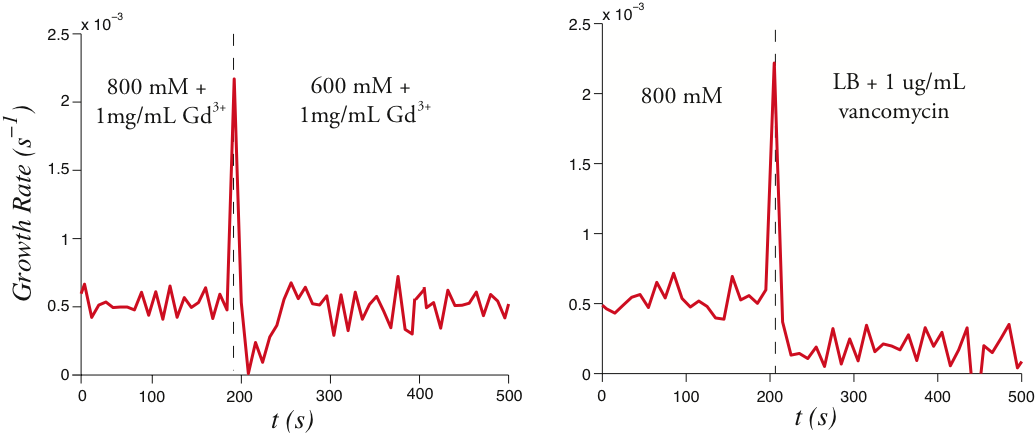 x 10⁻³
2.5
2
1.5
1
0.5
0
0
100
200
300
400
500
Growth Rate (s⁻¹)
t (s)
800 mM +
1mg/mL Gd³⁺
600 mM +
1mg/mL Gd³⁺
x 10⁻³
2.5
2
1.5
1
0.5
0
0
100
200
300
400
500
t (s)
800 mM
LB + 1 ug/mL
vancomycin